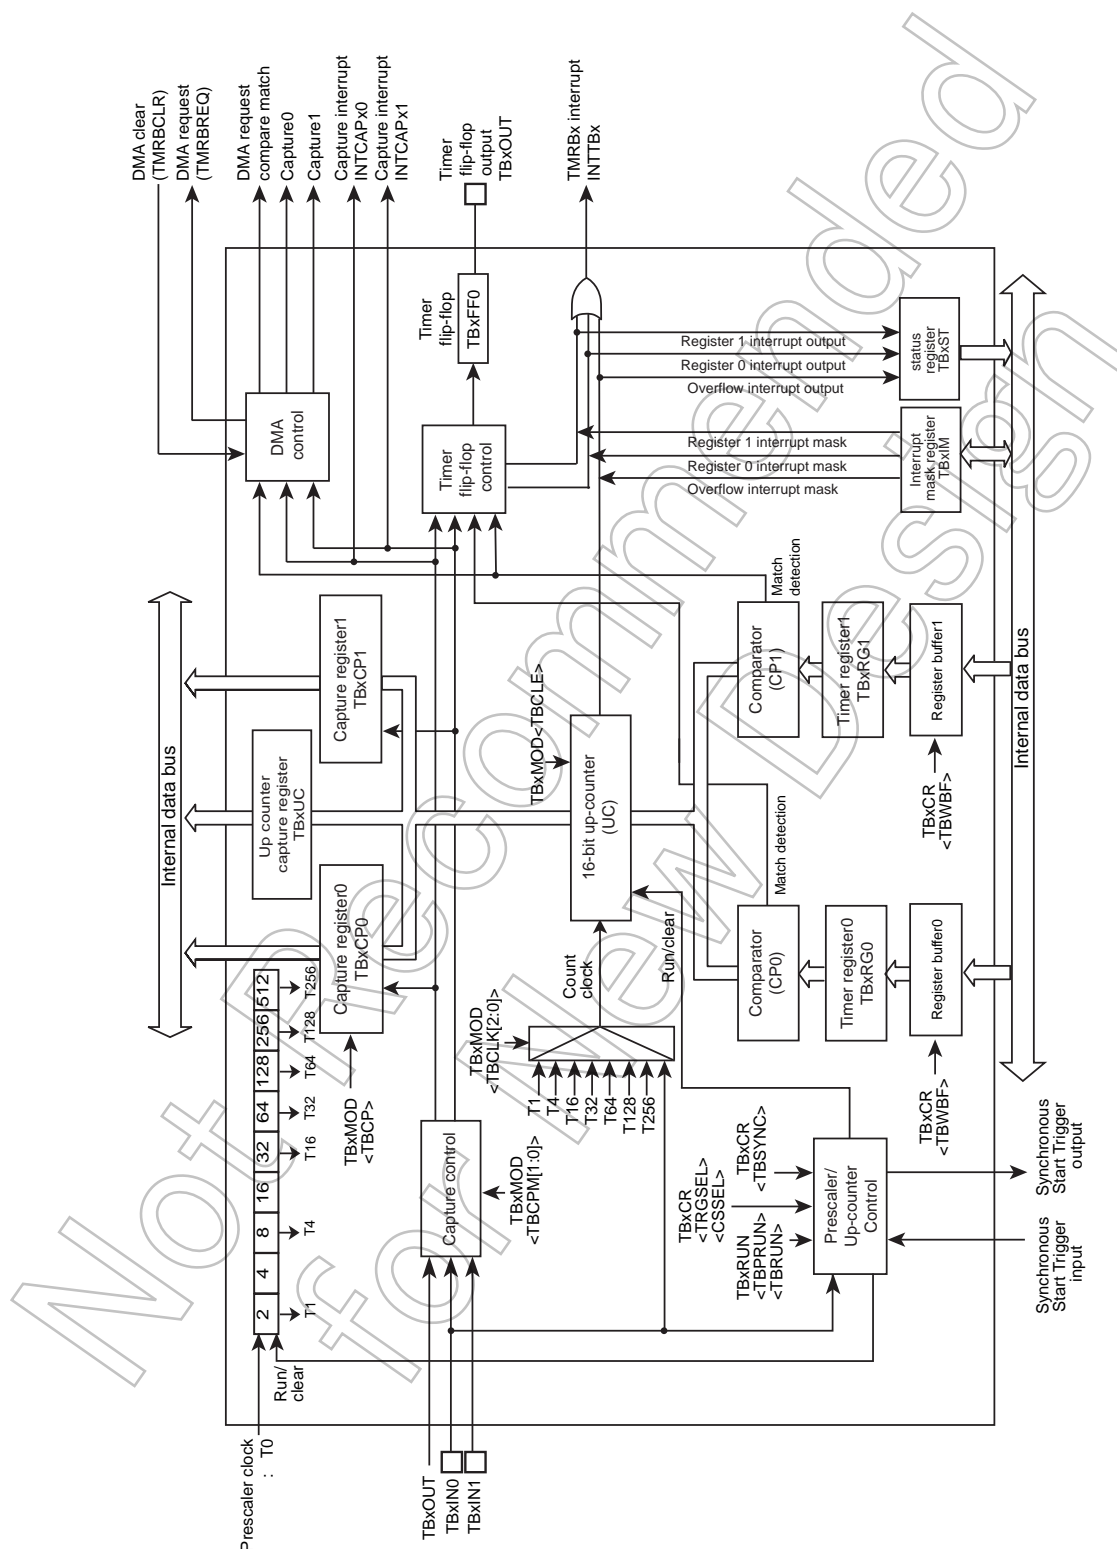 Not Recommended
for New Design
DMA clear
(TMRBCLR)
DMA request
(TMRBREQ)
DMA request
compare match
Capture0
Capture1
Capture interrupt
INTCAPx0
Capture interrupt
INTCAPx1
Timer
flip-flop
output
TBxOUT
TMRBx interrupt
INTTBx
DMA
control
Timer
flip-flop
control
Timer
flip-flop
TBxFF0
Register 1 interrupt output
Register 0 interrupt output
Overflow interrupt output
status
register
TBxST
Register 1 interrupt mask
Register 0 interrupt mask
Overflow interrupt mask
Interrupt
mask register
TBxIM
Internal data bus
Capture register1
TBxCP1
Up counter
capture register
TBxUC
Capture register0
TBxCP0
TBxMOD<TBCLE>
16-bit up-counter
(UC)
Match
detection
Comparator
(CP1)
Timer register1
TBxRG1
Register buffer1
TBxCR
<TBWBF>
Internal data bus
Match detection
Comparator
(CP0)
Timer register0
TBxRG0
Register buffer0
TBxCR
<TBWBF>
Count
clock
Run/clear
TBxMOD
<TBCLK[2:0]>
T1
T4
T16
T32
T64
T128
T256
2
4
8
16
32
64
128
256
512
T1
T4
T16
T32
T64
T128
T256
TBxMOD
<TBCP>
Capture control
TBxMOD
<TBCPM[1:0]>
TBxCR
<TBSYNC>
TBxCR
<TRGSEL>
<CSSEL>
TBxRUN
<TBPRUN>
<TBRUN>
Prescaler/
Up-counter
Control
Synchronous
Start Trigger
output
Synchronous
Start Trigger
input
Run/
clear
Prescaler clock
: T0
TBxOUT
TBxIN0
TBxIN1